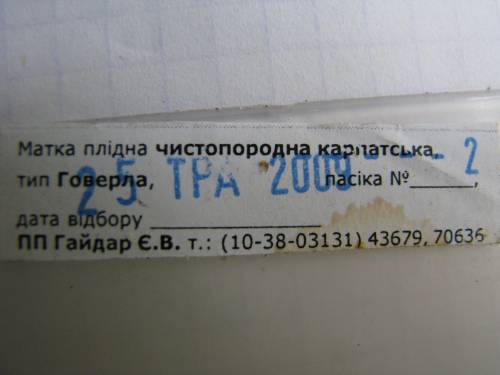 Матка плідна чистопородна карпатська,
тип Говерла, пасіка №______,
25 ТРА 2009 - - - 2
дата відбору ________________
ПП Гайдар Є.В. т.: (10-38-03131) 43679, 70636